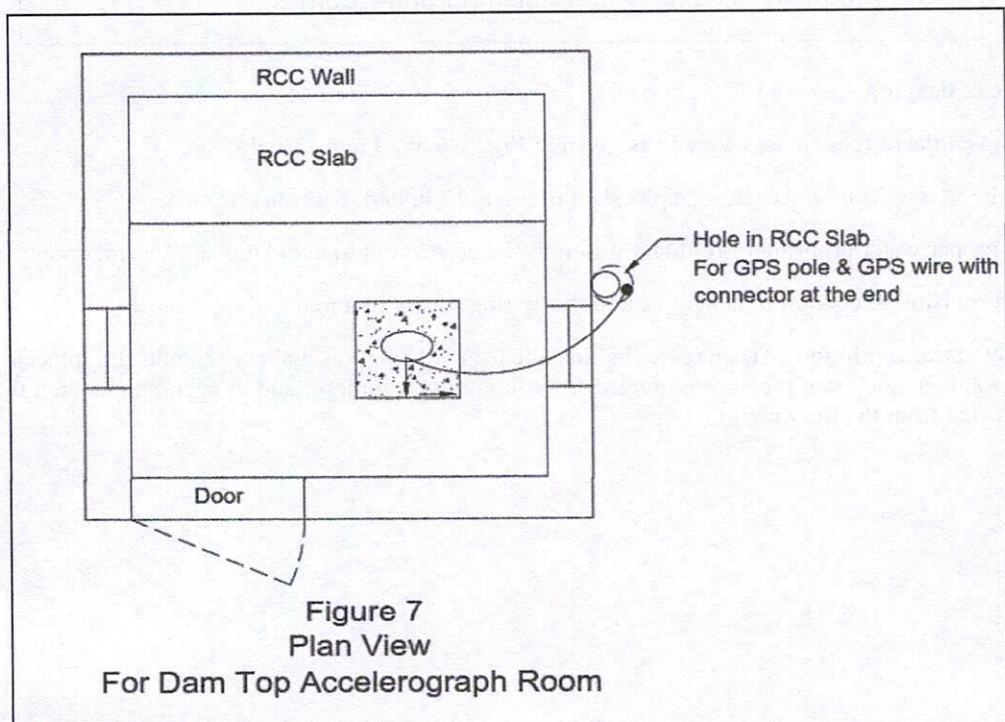 RCC Wall
RCC Slab
Hole in RCC Slab
For GPS pole & GPS wire with
connector at the end
Door
Figure 7
Plan View
For Dam Top Accelerograph Room